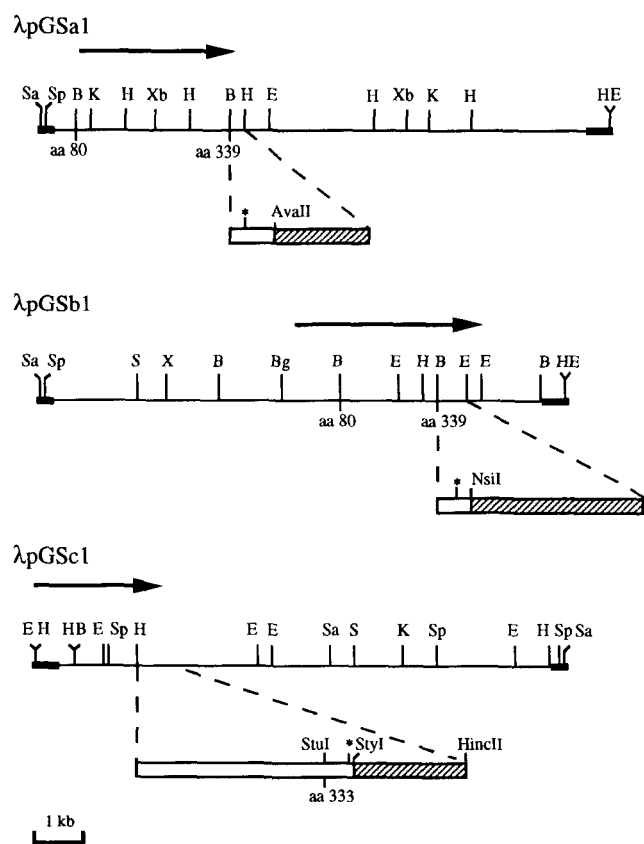 λpGSa1
Sa Sp B K H Xb H B H E H Xb K H HE
aa 80 aa 339
* AvaII
λpGSb1
Sa Sp S X B Bg B E H B E E B HE
aa 80 aa 339
* NsiI
λpGSc1
E H HB E Sp H E E Sa S K Sp E H Sp Sa
StuI * StyI HincII
aa 333
1 kb